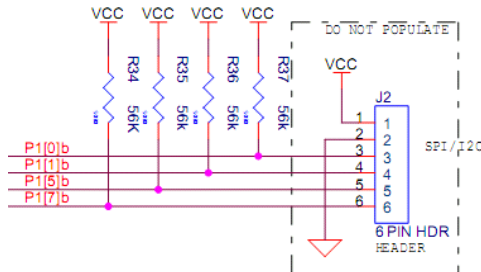 VCC VCC VCC VCC
DO NOT POPULATE
R34 R35 R36 R37
56K 56k 56k 56k
VCC
J2
1 1
2 2
P1[0]b 3 3
P1[1]b 4 4
P1[5]b 5 5
P1[7]b 6 6
SPI/I2C
6 PIN HDR
HEADER